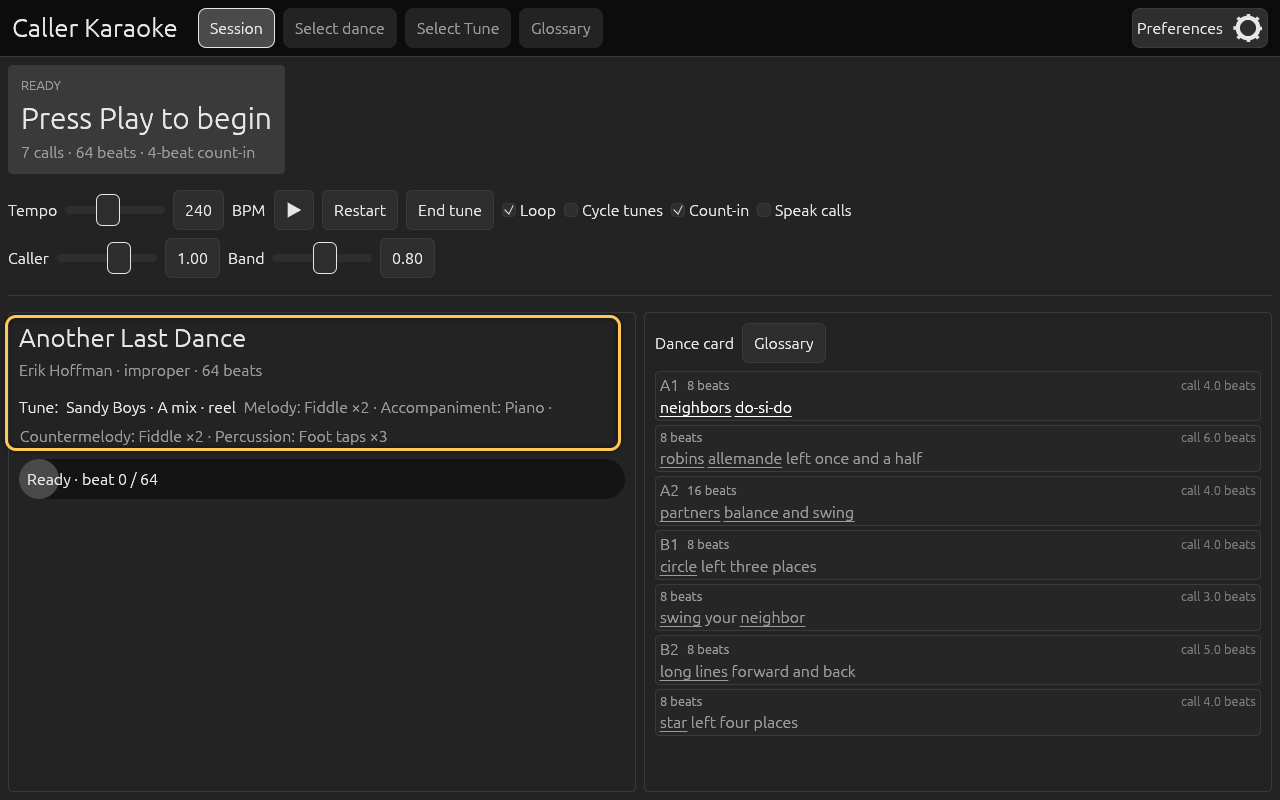 Caller Karaoke
Session
Select dance
Select Tune
Glossary
Preferences
READY
Press Play to begin
7 calls · 64 beats · 4-beat count-in
Tempo
240
BPM
Restart
End tune
Loop
Cycle tunes
Count-in
Speak calls
Caller
1.00
Band
0.80
Another Last Dance
Erik Hoffman · improper · 64 beats
Tune: Sandy Boys · A mix · reel Melody: Fiddle ×2 · Accompaniment: Piano ·
Countermelody: Fiddle ×2 · Percussion: Foot taps ×3
Ready · beat 0 / 64
Dance card
Glossary
A1 8 beats call 4.0 beats
neighbors do-si-do
8 beats call 6.0 beats
robins allemande left once and a half
A2 16 beats call 4.0 beats
partners balance and swing
B1 8 beats call 4.0 beats
circle left three places
8 beats call 3.0 beats
swing your neighbor
B2 8 beats call 5.0 beats
long lines forward and back
8 beats call 4.0 beats
star left four places